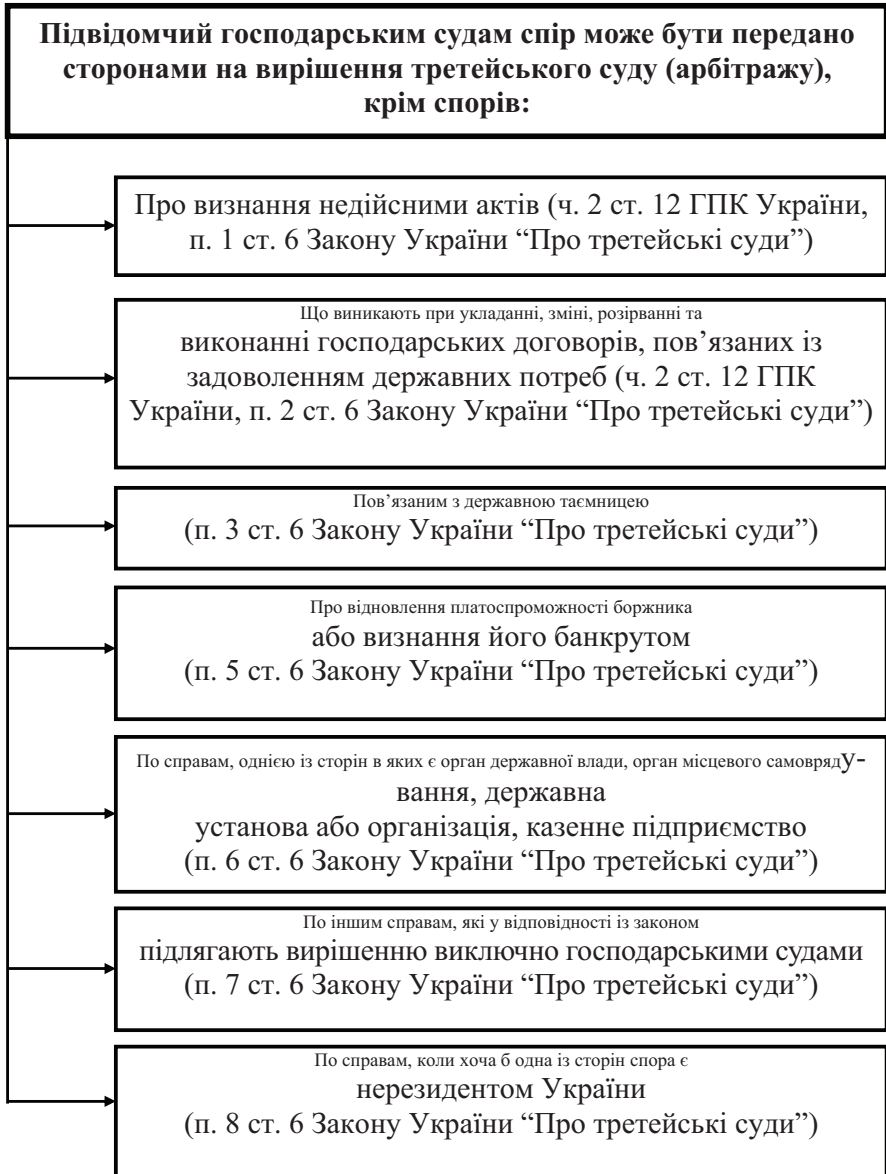 Підвідомчий господарським судам спір може бути передано
сторонами на вирішення третейського суду (арбітражу),
крім спорів:
Про визнання недійсними актів (ч. 2 ст. 12 ГПК України,
п. 1 ст. 6 Закону України “Про третейські суди”)
Що виникають при укладанні, зміні, розірванні та
виконанні господарських договорів, пов’язаних із
задоволенням державних потреб (ч. 2 ст. 12 ГПК
України, п. 2 ст. 6 Закону України “Про третейські суди”)
Пов’язаним з державною таємницею
(п. 3 ст. 6 Закону України “Про третейські суди”)
Про відновлення платоспроможності боржника
або визнання його банкрутом
(п. 5 ст. 6 Закону України “Про третейські суди”)
По справам, однією із сторін в яких є орган державної влади, орган місцевого самовряду-
вання, державна
установа або організація, казенне підприємство
(п. 6 ст. 6 Закону України “Про третейські суди”)
По іншим справам, які у відповідності із законом
підлягають вирішенню виключно господарськими судами
(п. 7 ст. 6 Закону України “Про третейські суди”)
По справам, коли хоча б одна із сторін спора є
нерезидентом України
(п. 8 ст. 6 Закону України “Про третейські суди”)